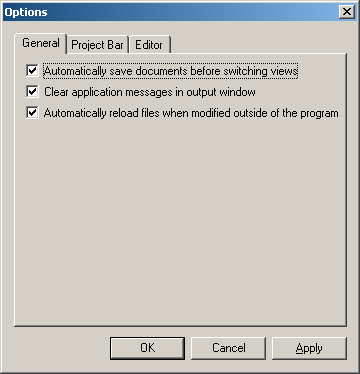 Options
General Project Bar Editor
Automatically save documents before switching views
Clear application messages in output window
Automatically reload files when modified outside of the program
OK Cancel Apply